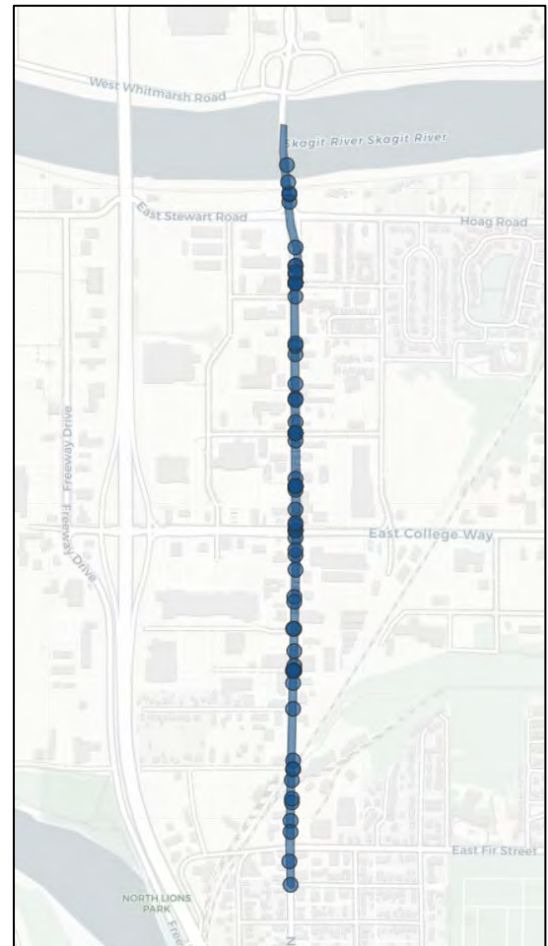 West Whitmarsh Road
Skagit River Skagit River
East Stewart Road
Hoag Road
Freeway Drive
Freeway Drive
East College Way
East Fir Street
NORTH LIONS
PARK
Free
N